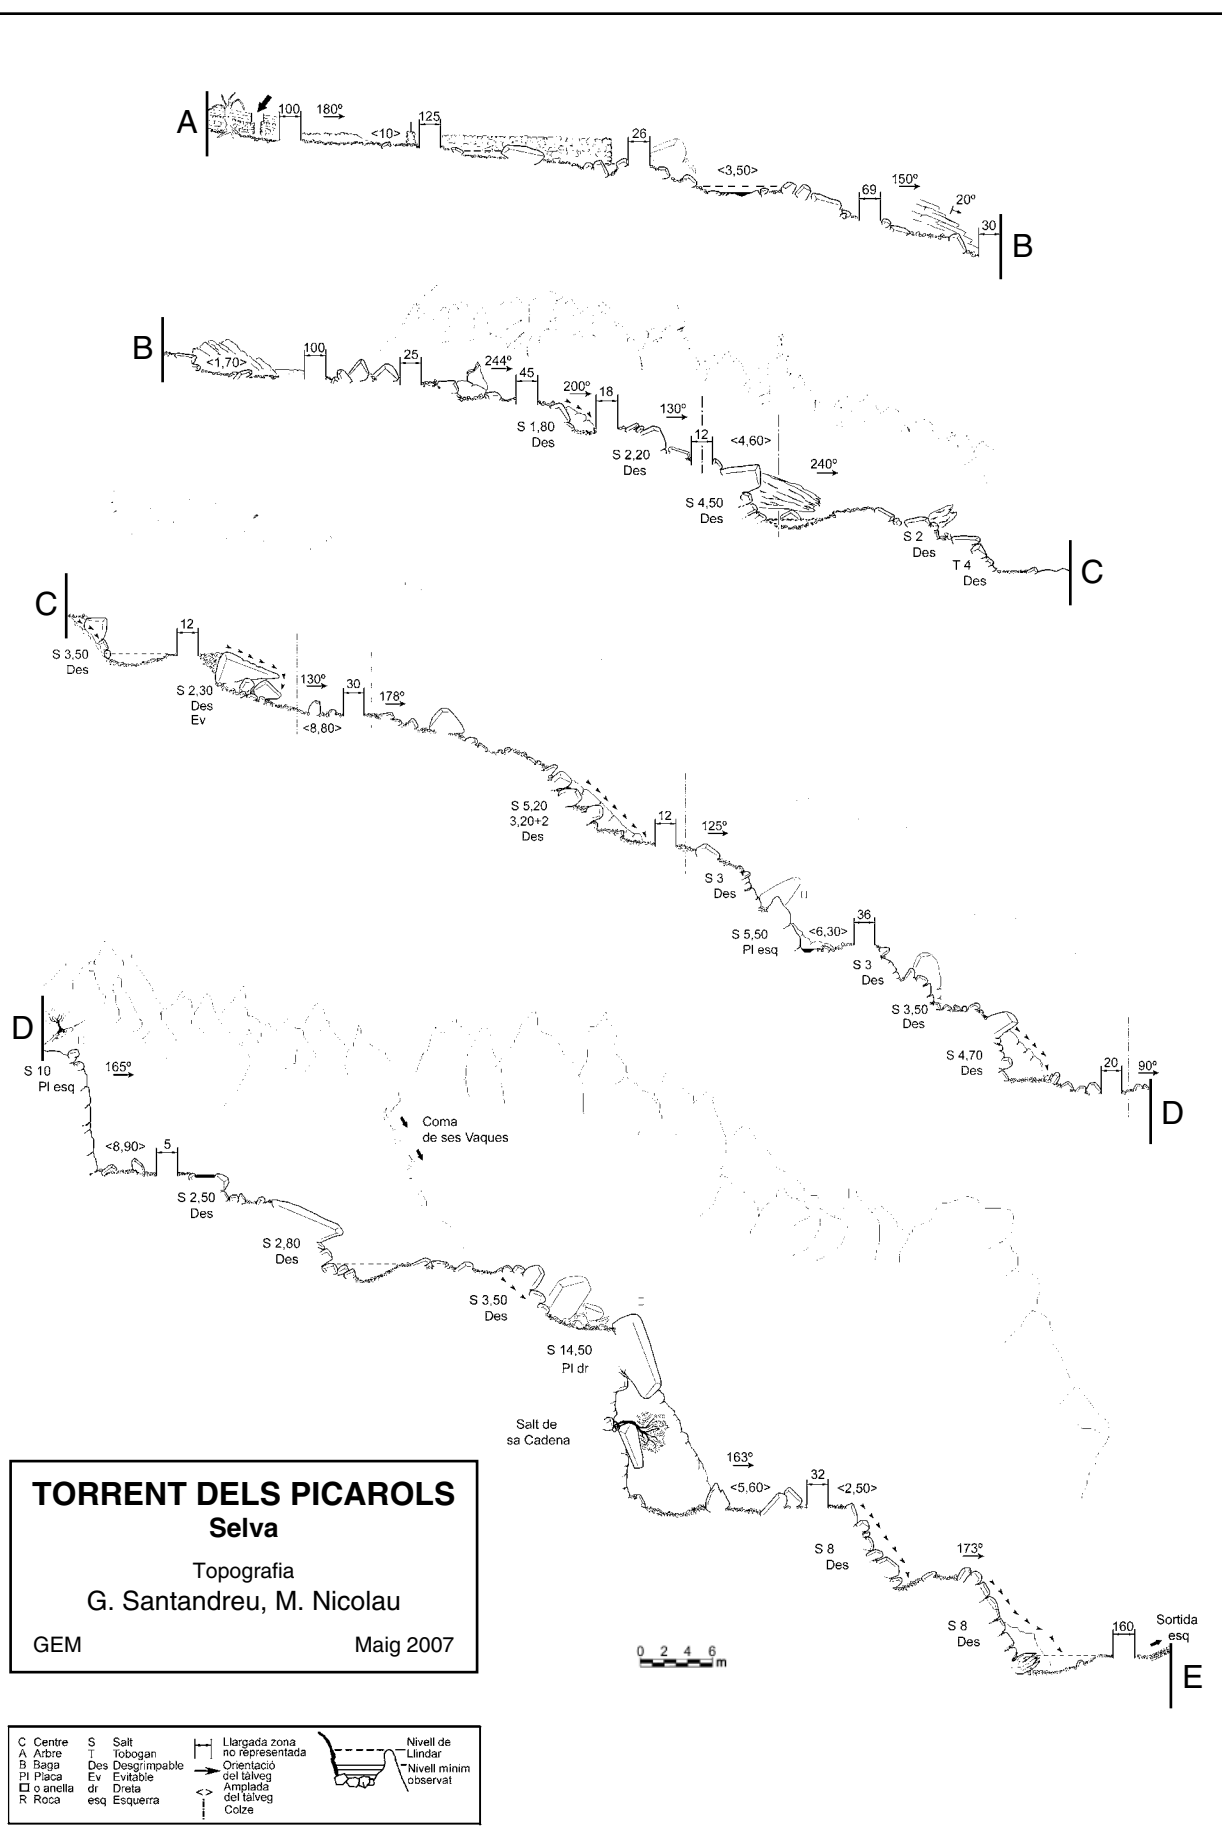 A
100
180º
<10>
125
26
<3,50>
69
150º
20º
30
B
B
<1,70>
100
25
244º
45
200º
18
130º
12
<4,60>
240º
S 1,80
Des
S 2,20
Des
S 4,50
Des
S 2
Des
T 4
Des
C
C
S 3,50
Des
12
S 2,30
Des
Ev
130º
30
178º
<8,80>
S 5,20
3,20+2
Des
12
125º
S 3
Des
S 5,50
Pl esq
<6,30>
36
S 3
Des
S 3,50
Des
S 4,70
Des
20
90º
D
D
S 10
Pl esq
165º
<8,90>
5
S 2,50
Des
S 2,80
Des
Coma
de ses Vaques
S 3,50
Des
S 14,50
Pl dr
Salt de
sa Cadena
163º
<5,60>
32
<2,50>
S 8
Des
173º
S 8
Des
160
Sortida
esq
E
TORRENT DELS PICAROLS
Selva
Topografia
G. Santandreu, M. Nicolau
GEM Maig 2007
0 2 4 6
m
C Centre
A Arbre
B Baga
Pl Placa
o anella
R Roca
S Salt
T Tobogan
Des Desgrimpable
Ev Evitable
dr Dreta
esq Esquerra
Llargada zona
no representada
Orientació
del tàlveg
<> Amplada
del tàlveg
Colze
Nivell de
Llindar
Nivell mínim
observat